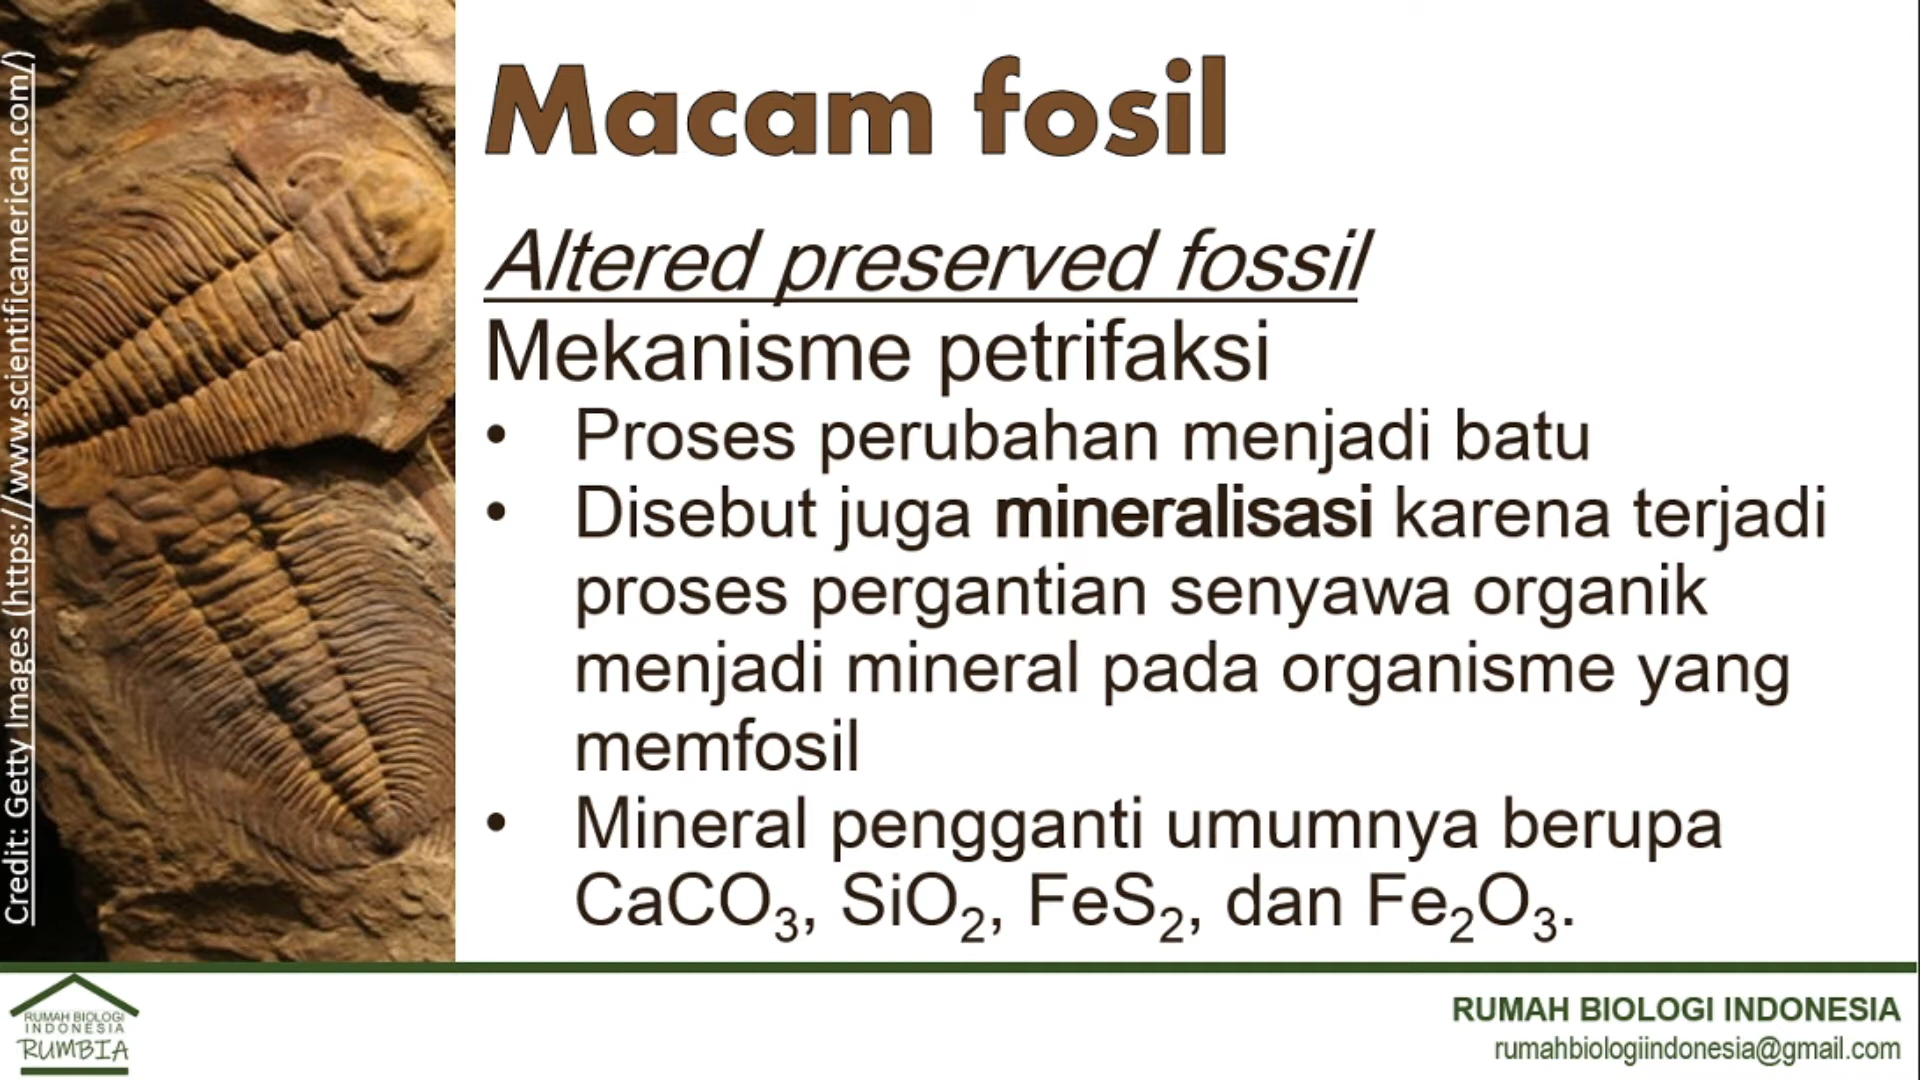 Credit: Getty Images (https://www.scientificamerican.com/)
Macam fosil
Altered preserved fossil
Mekanisme petrifaksi
• Proses perubahan menjadi batu
• Disebut juga mineralisasi karena terjadi
proses pergantian senyawa organik
menjadi mineral pada organisme yang
memfosil
• Mineral pengganti umumnya berupa
CaCO₃, SiO₂, FeS₂, dan Fe₂O₃.
RUMAH BIOLOGI
INDONESIA
RUMBIA
RUMAH BIOLOGI INDONESIA
rumahbiologiindonesia@gmail.com